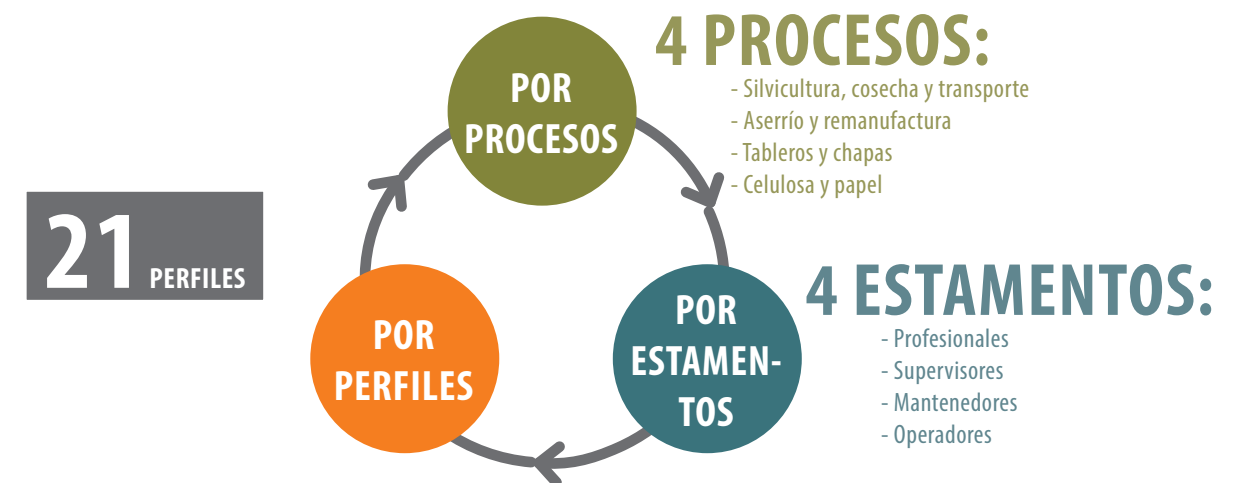 4 PROCESOS:
- Silvicultura, cosecha y transporte
- Aserrío y remanufactura
- Tableros y chapas
- Celulosa y papel
POR
PROCESOS
21 PERFILES
POR
PERFILES
POR
ESTAMEN-
TOS
4 ESTAMENTOS:
- Profesionales
- Supervisores
- Mantenedores
- Operadores